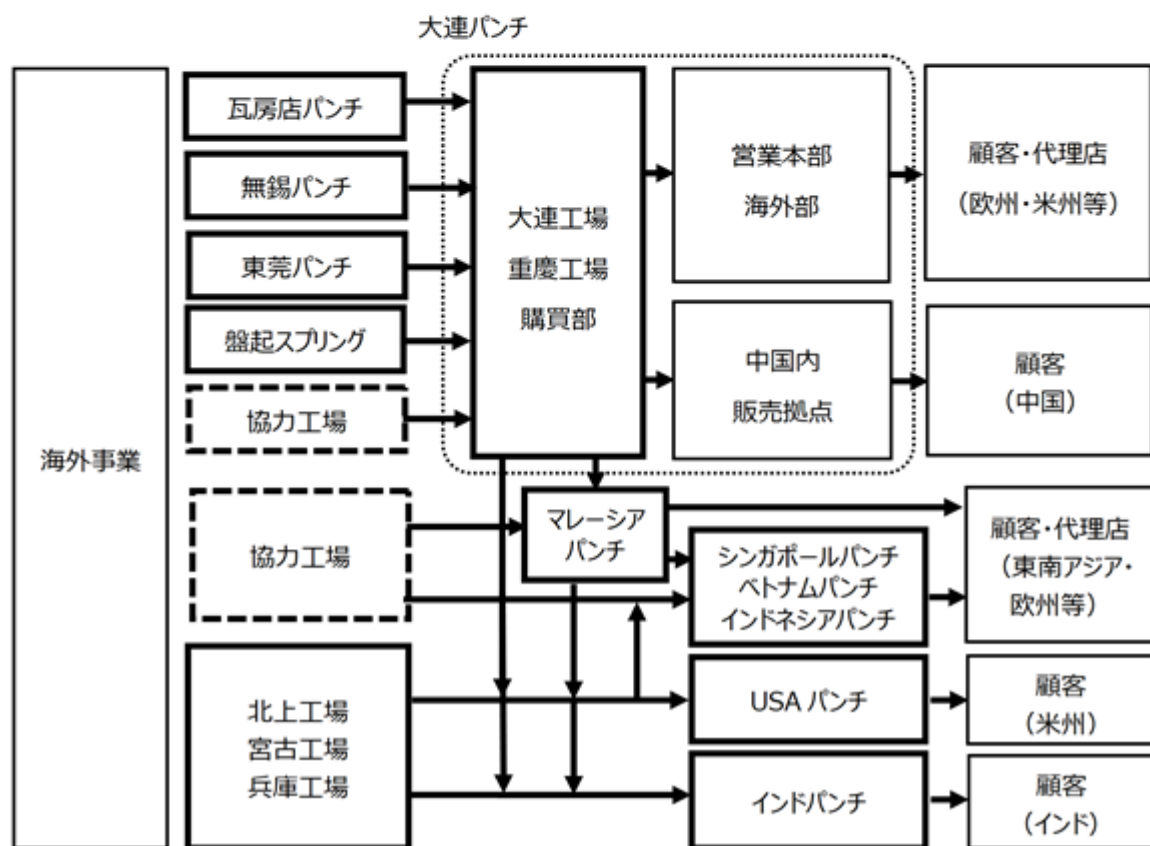 大連パンチ
海外事業
瓦房店パンチ
無錫パンチ
東莞パンチ
盤起スプリング
協力工場
大連工場
重慶工場
購買部
営業本部
海外部
中国内
販売拠点
顧客・代理店
（欧州・米州等）
顧客
（中国）
協力工場
マレーシア
パンチ
シンガポールパンチ
ベトナムパンチ
インドネシアパンチ
顧客・代理店
（東南アジア・
欧州等）
北上工場
宮古工場
兵庫工場
USA パンチ
顧客
（米州）
インドパンチ
顧客
（インド）